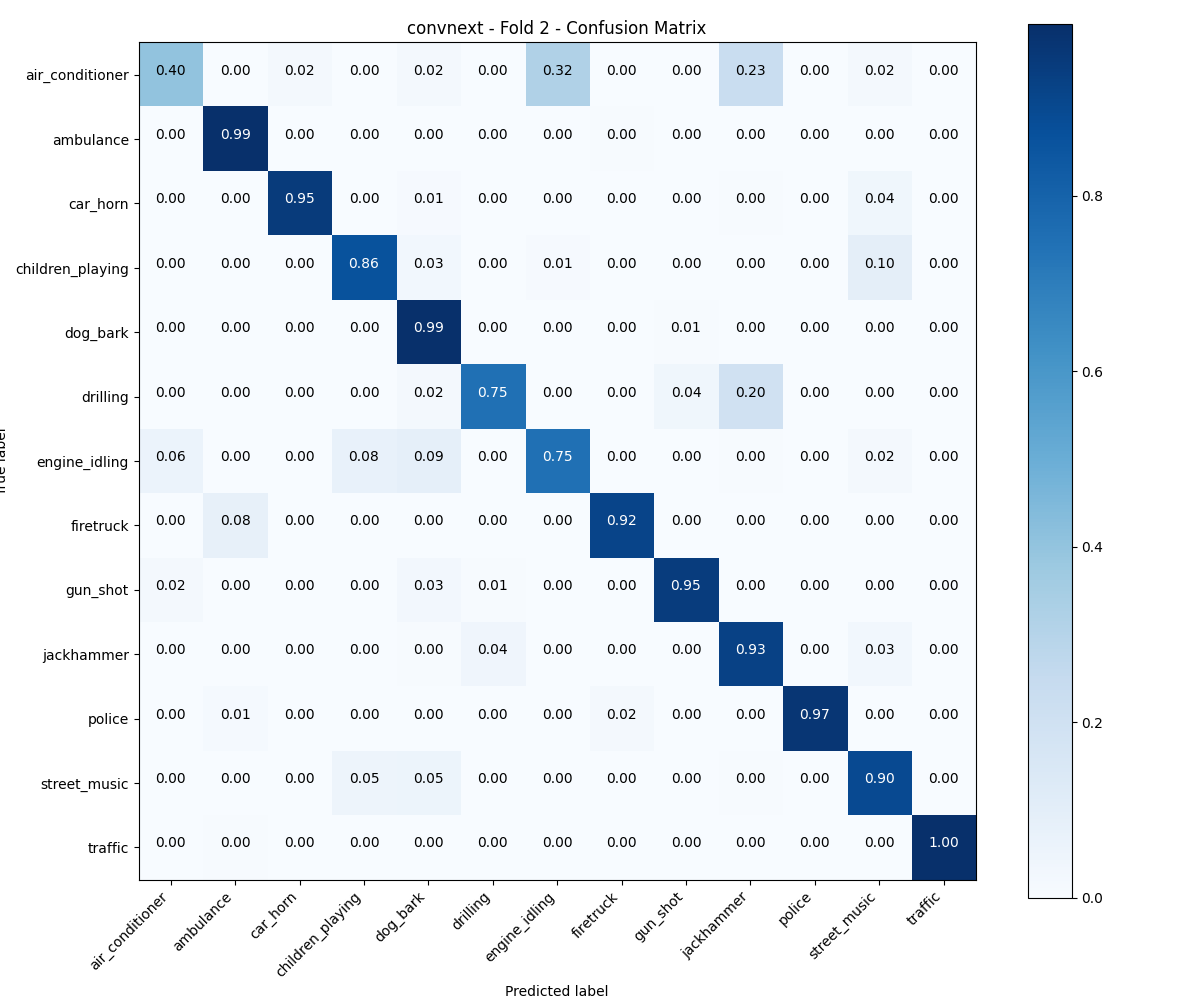 convnext - Fold 2 - Confusion Matrix
air_conditioner 0.40 0.00 0.02 0.00 0.02 0.00 0.32 0.00 0.00 0.23 0.00 0.02 0.00
ambulance 0.00 0.99 0.00 0.00 0.00 0.00 0.00 0.00 0.00 0.00 0.00 0.00 0.00
car_horn 0.00 0.00 0.95 0.00 0.01 0.00 0.00 0.00 0.00 0.00 0.00 0.04 0.00
children_playing 0.00 0.00 0.00 0.86 0.03 0.00 0.01 0.00 0.00 0.00 0.00 0.10 0.00
dog_bark 0.00 0.00 0.00 0.00 0.99 0.00 0.00 0.00 0.01 0.00 0.00 0.00 0.00
drilling 0.00 0.00 0.00 0.00 0.02 0.75 0.00 0.00 0.04 0.20 0.00 0.00 0.00
engine_idling 0.06 0.00 0.00 0.08 0.09 0.00 0.75 0.00 0.00 0.00 0.00 0.02 0.00
firetruck 0.00 0.08 0.00 0.00 0.00 0.00 0.00 0.92 0.00 0.00 0.00 0.00 0.00
gun_shot 0.02 0.00 0.00 0.00 0.03 0.01 0.00 0.00 0.95 0.00 0.00 0.00 0.00
jackhammer 0.00 0.00 0.00 0.00 0.00 0.04 0.00 0.00 0.00 0.93 0.00 0.03 0.00
police 0.00 0.01 0.00 0.00 0.00 0.00 0.00 0.02 0.00 0.00 0.97 0.00 0.00
street_music 0.00 0.00 0.00 0.05 0.05 0.00 0.00 0.00 0.00 0.00 0.00 0.90 0.00
traffic 0.00 0.00 0.00 0.00 0.00 0.00 0.00 0.00 0.00 0.00 0.00 0.00 1.00
air_conditioner ambulance car_horn children_playing dog_bark drilling engine_idling firetruck gun_shot jackhammer police street_music traffic
Predicted label
0.8
0.6
0.4
0.2
0.0